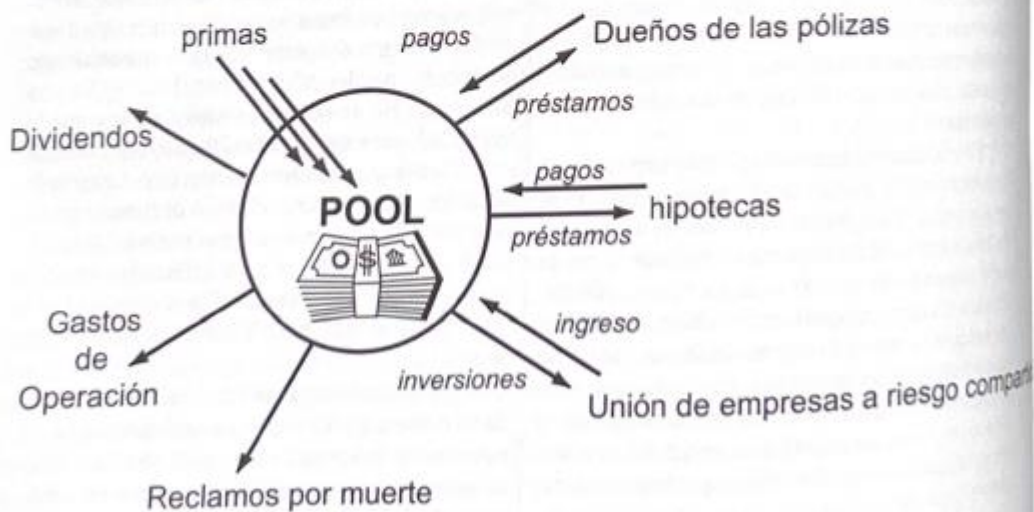 primas
pagos
Dueños de las pólizas
préstamos
Dividendos
POOL
$
pagos
hipotecas
préstamos
Gastos
de
Operación
ingreso
inversiones
Unión de empresas a riesgo comparti
Reclamos por muerte